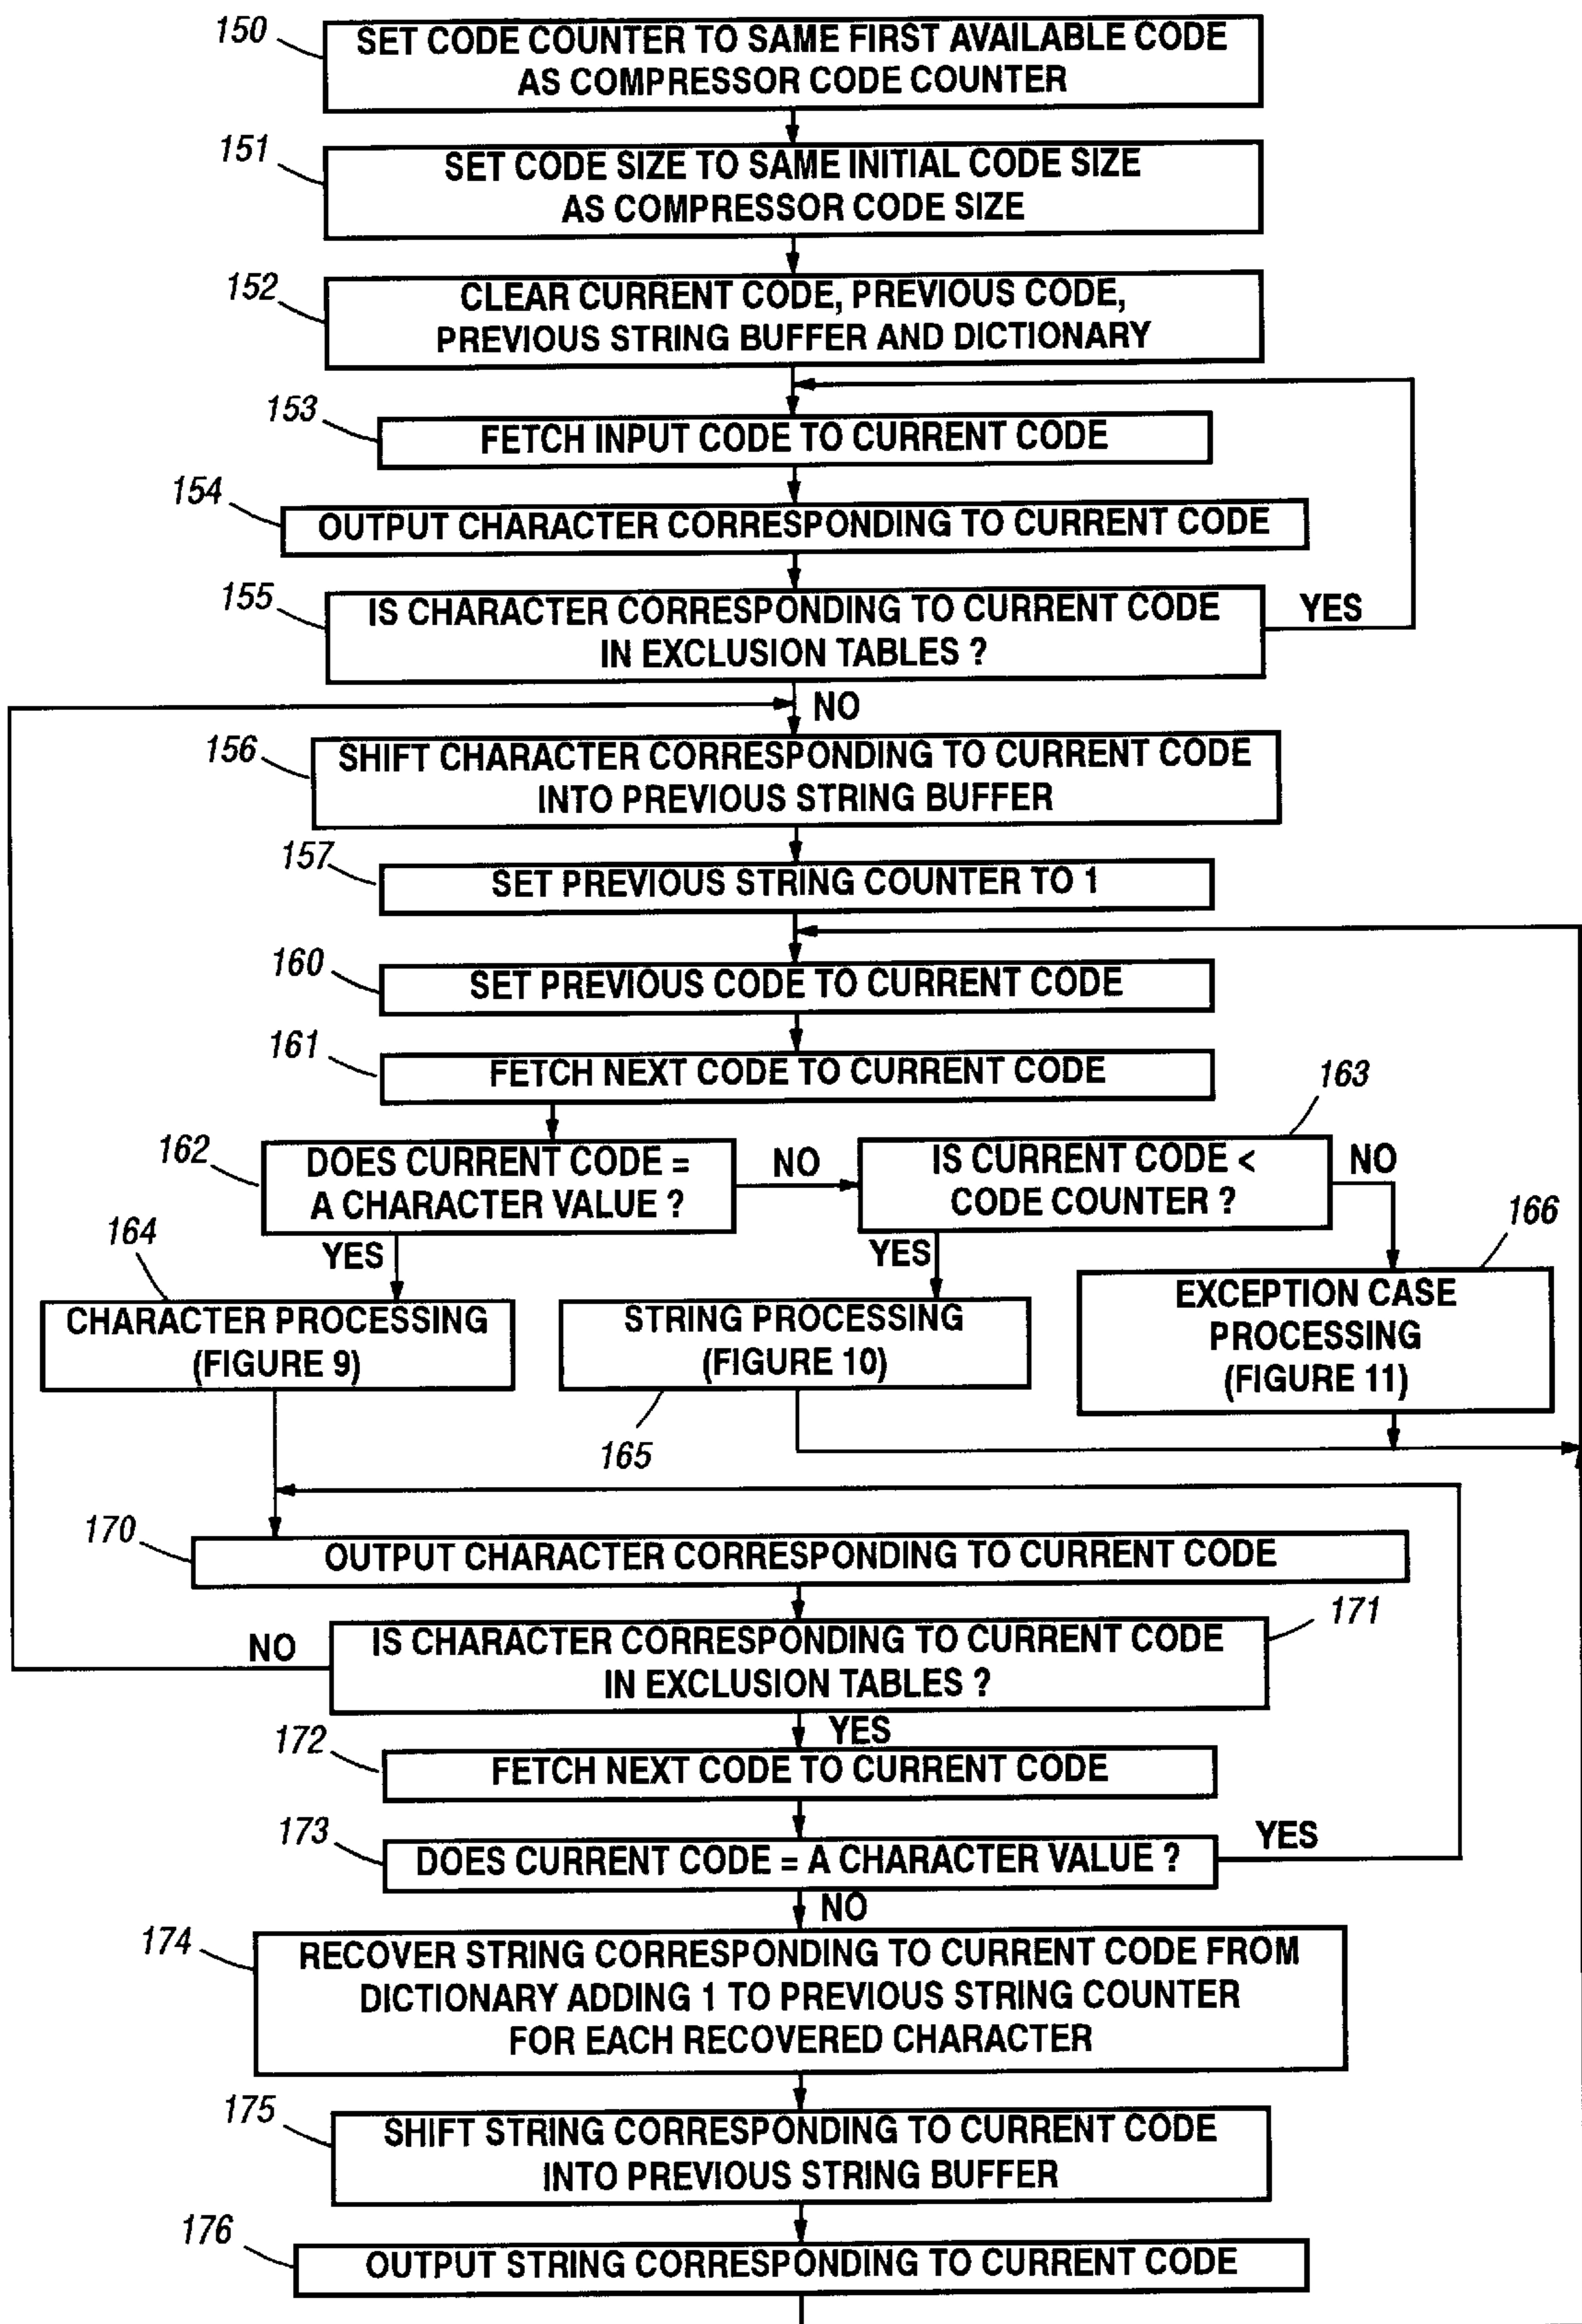 150
SET CODE COUNTER TO SAME FIRST AVAILABLE CODE
AS COMPRESSOR CODE COUNTER
151
SET CODE SIZE TO SAME INITIAL CODE SIZE
AS COMPRESSOR CODE SIZE
152
CLEAR CURRENT CODE, PREVIOUS CODE,
PREVIOUS STRING BUFFER AND DICTIONARY
153
FETCH INPUT CODE TO CURRENT CODE
154
OUTPUT CHARACTER CORRESPONDING TO CURRENT CODE
155
IS CHARACTER CORRESPONDING TO CURRENT CODE
IN EXCLUSION TABLES ?
YES
NO
156
SHIFT CHARACTER CORRESPONDING TO CURRENT CODE
INTO PREVIOUS STRING BUFFER
157
SET PREVIOUS STRING COUNTER TO 1
160
SET PREVIOUS CODE TO CURRENT CODE
161
FETCH NEXT CODE TO CURRENT CODE
162
DOES CURRENT CODE =
A CHARACTER VALUE ?
NO
163
IS CURRENT CODE <
CODE COUNTER ?
NO
YES
YES
164
CHARACTER PROCESSING
(FIGURE 9)
STRING PROCESSING
(FIGURE 10)
165
166
EXCEPTION CASE
PROCESSING
(FIGURE 11)
170
OUTPUT CHARACTER CORRESPONDING TO CURRENT CODE
171
NO
IS CHARACTER CORRESPONDING TO CURRENT CODE
IN EXCLUSION TABLES ?
YES
172
FETCH NEXT CODE TO CURRENT CODE
173
DOES CURRENT CODE = A CHARACTER VALUE ?
YES
NO
174
RECOVER STRING CORRESPONDING TO CURRENT CODE FROM
DICTIONARY ADDING 1 TO PREVIOUS STRING COUNTER
FOR EACH RECOVERED CHARACTER
175
SHIFT STRING CORRESPONDING TO CURRENT CODE
INTO PREVIOUS STRING BUFFER
176
OUTPUT STRING CORRESPONDING TO CURRENT CODE